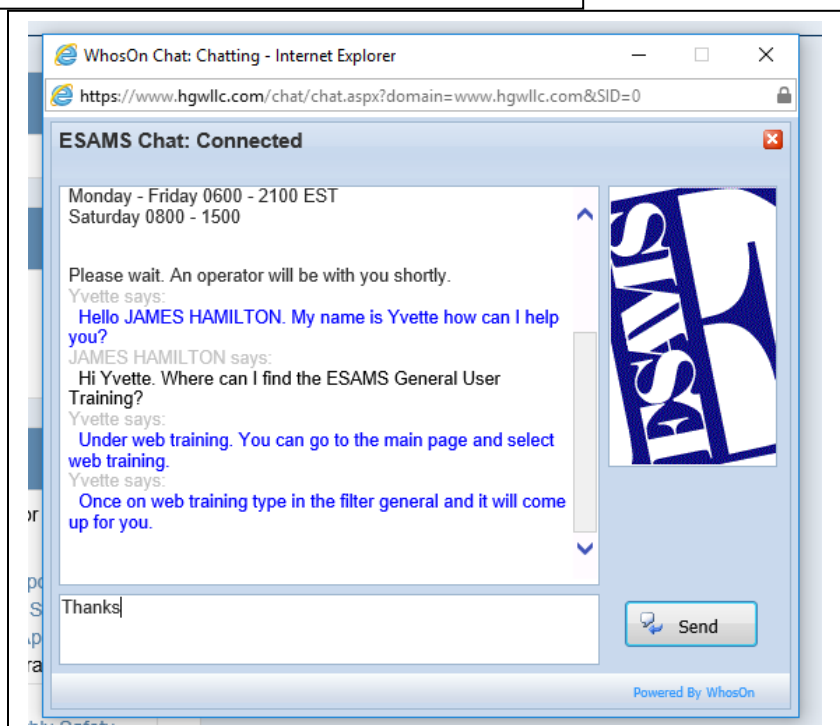 WhosOn Chat: Chatting - Internet Explorer
https://www.hgwllc.com/chat/chat.aspx?domain=www.hgwllc.com&SID=0
ESAMS Chat: Connected
Monday - Friday 0600 - 2100 EST
Saturday 0800 - 1500
Please wait. An operator will be with you shortly.
Yvette says:
Hello JAMES HAMILTON. My name is Yvette how can I help
you?
JAMES HAMILTON says:
Hi Yvette. Where can I find the ESAMS General User
Training?
Yvette says:
Under web training. You can go to the main page and select
web training.
Yvette says:
Once on web training type in the filter general and it will come
up for you.
ESAMS
E
Thanks
Send
Powered By WhosOn